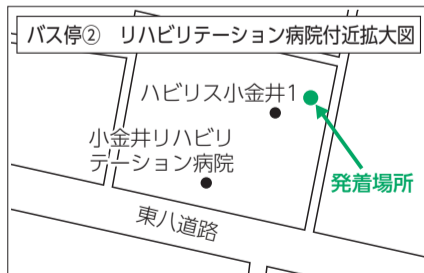 バス停② リハビリテーション病院付近拡大図
ハビリス小金井1
小金井リハビリ
テーション病院
発着場所
東八道路